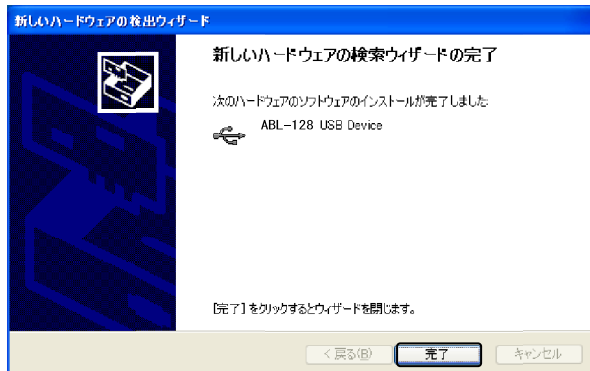 新しいハードウェアの検出ウィザード
新しいハードウェアの検索ウィザードの完了
次のハードウェアのソフトウェアのインストールが完了しました:
ABL-128 USB Device
[完了] をクリックするとウィザードを閉じます。
< 戻る(B)
完了
キャンセル